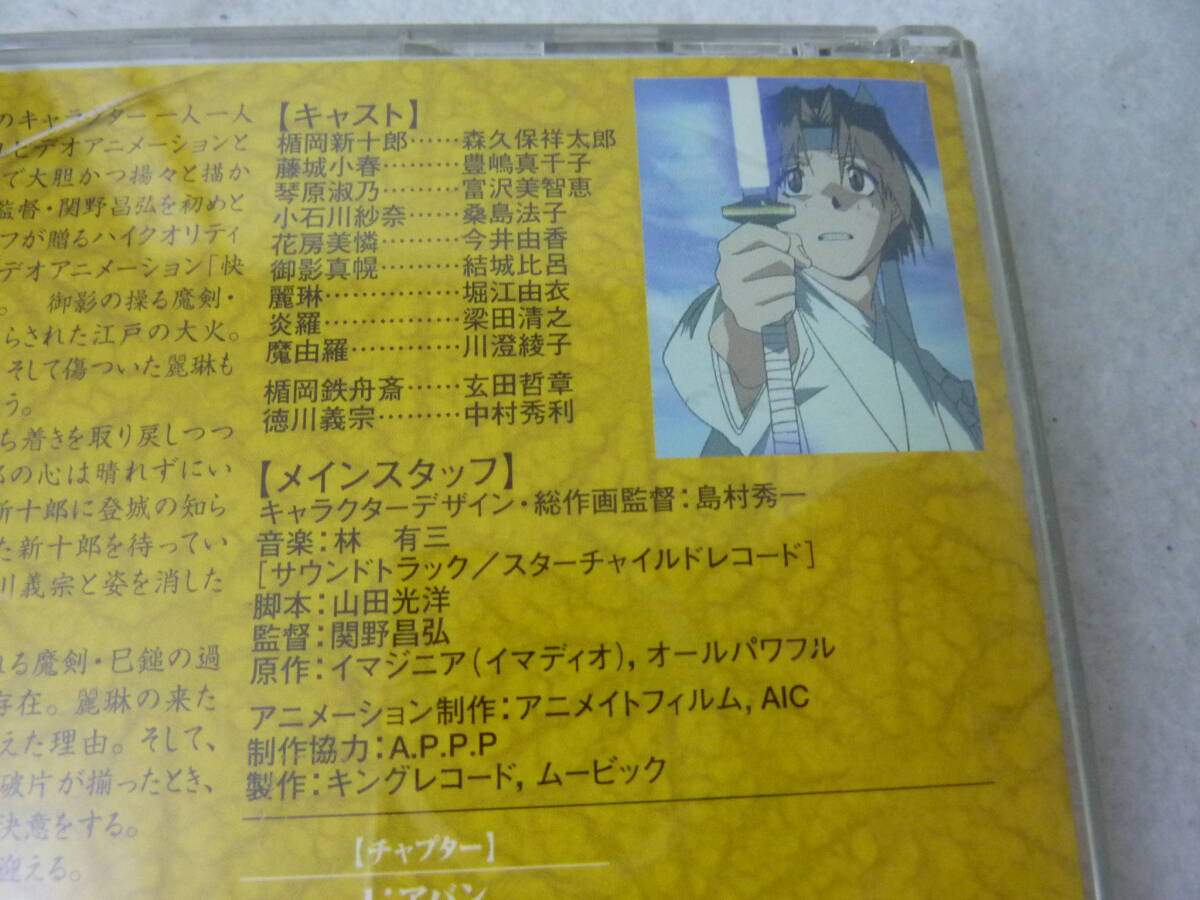 のキャラクター一人一人
ビデオアニメーションと
で大胆かつ揚々と描か
監督・関野昌弘を初めと
フが贈るハイクオリティ
デオアニメーション「快
。 御影の操る魔剣・
らされた江戸の大火。
そして傷ついた麗琳も
う。
ち着きを取り戻しつつ
の心は晴れずにい
新十郎に登城の知ら
た新十郎を待ってい
川義宗と姿を消した
れる魔剣・巳鎚の過
存在。麗琳の来た
えた理由。そして、
破片が揃ったとき、
決意をする。
迎える。
【キャスト】
楯岡新十郎……森久保祥太郎
藤城小春………豊嶋真千子
琴原淑乃………富沢美智恵
小石川紗奈……桑島法子
花房美憐………今井由香
御影真幌………結城比呂
麗琳……………堀江由衣
炎羅……………梁田清之
魔由羅…………川澄綾子
楯岡鉄舟斎……玄田哲章
徳川義宗………中村秀利
【メインスタッフ】
キャラクターデザイン・総作画監督：島村秀一
音楽：林 有三
[サウンドトラック／スターチャイルドレコード]
脚本：山田光洋
監督：関野昌弘
原作：イマジニア(イマディオ), オールパワフル
アニメーション制作：アニメイトフィルム, AIC
制作協力：A.P.P.P
製作：キングレコード, ムービック
【チャプター】
1：アバン